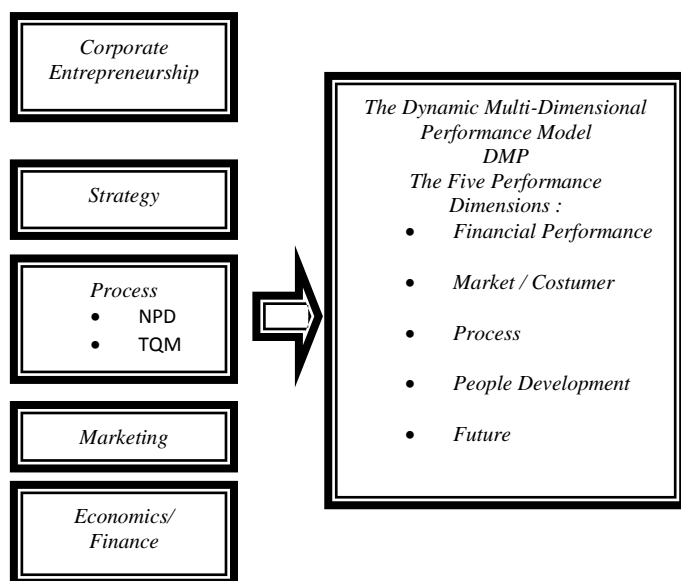 Corporate
Entrepreneurship
Strategy
Process
• NPD
• TQM
Marketing
Economics/
Finance
The Dynamic Multi-Dimensional
Performance Model
DMP
The Five Performance
Dimensions :
• Financial Performance
• Market / Costumer
• Process
• People Development
• Future